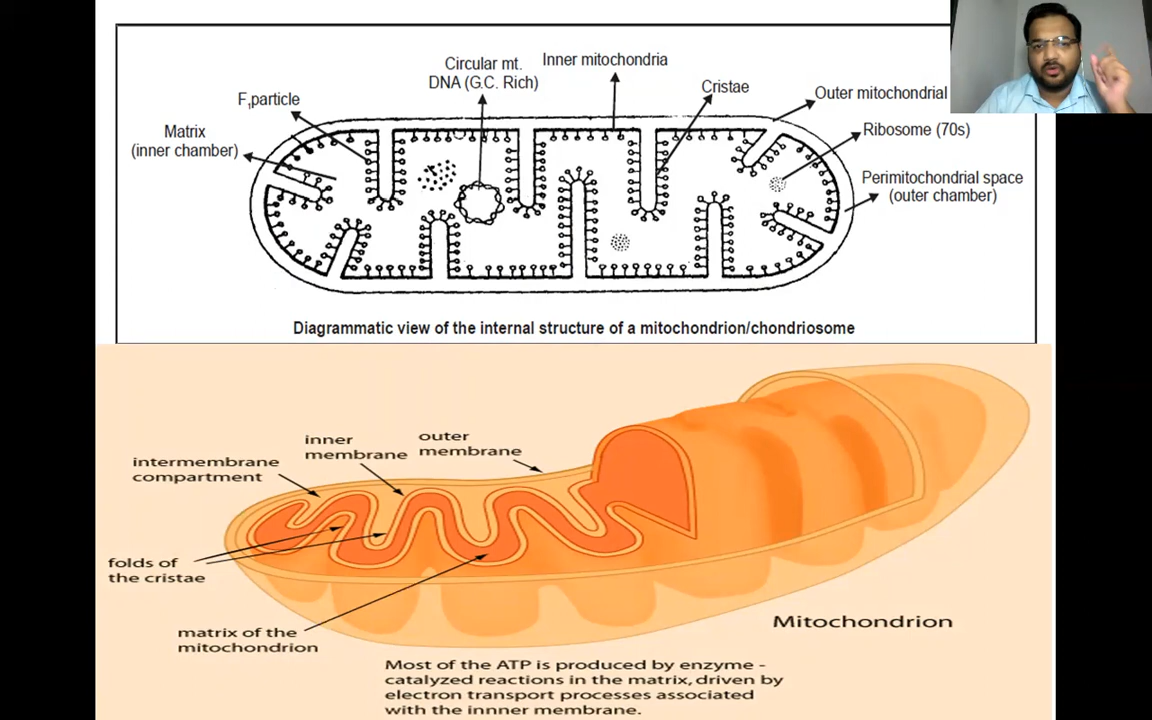 Circular mt.
DNA (G.C. Rich)
Inner mitochondria
Cristae
Outer mitochondrial
F₁particle
Matrix
(inner chamber)
Ribosome (70s)
Perimitochondrial space
(outer chamber)
Diagrammatic view of the internal structure of a mitochondrion/chondriosome
inner
membrane
outer
membrane
intermembrane
compartment
folds of
the cristae
matrix of the
mitochondrion
Mitochondrion
Most of the ATP is produced by enzyme -
catalyzed reactions in the matrix, driven by
electron transport processes associated
with the innner membrane.